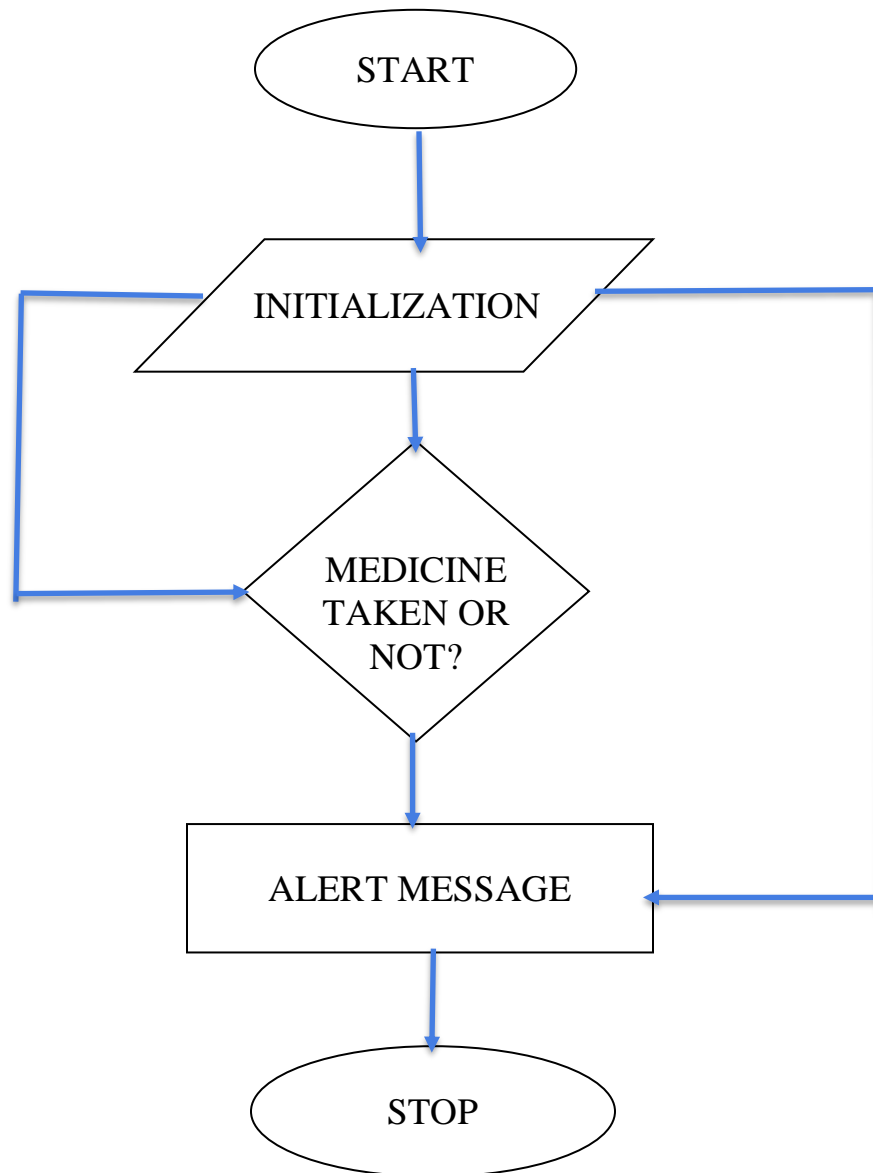 START
INITIALIZATION
MEDICINE
TAKEN OR
NOT?
ALERT MESSAGE
STOP